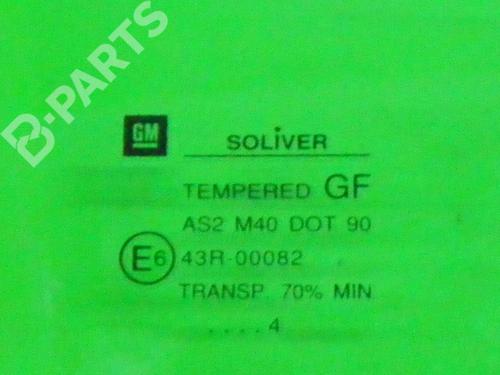 B-PARTS
GM
SOLiVER
TEMPERED GF
AS2 M40 DOT 90
E6 43R-00082
TRANSP. 70% MIN
. . . . 4